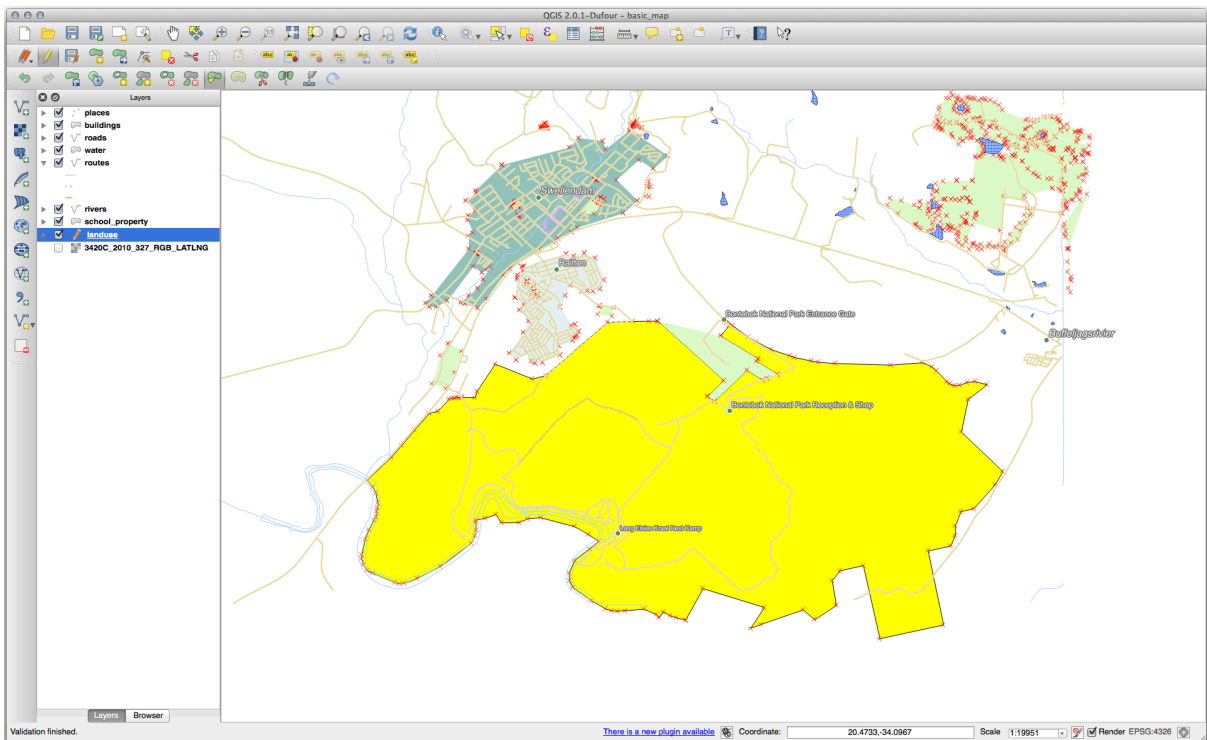 QGIS 2.0.1-Dufour - basic_map
Layers
places
buildings
roads
water
routes
rivers
school_property
landuse
3420C_2010_327_RGB_LATLNG
Swellendam
Railton
Bontebok National Park Entrance Gate
Buffeljagsrivier
Bontebok National Park Reception & Shop
Lang Elsies Kraal Rest Camp
Layers
Browser
Validation finished.
There is a new plugin available
Coordinate:
20.4733,-34.0967
Scale
1:19951
Render
EPSG:4326